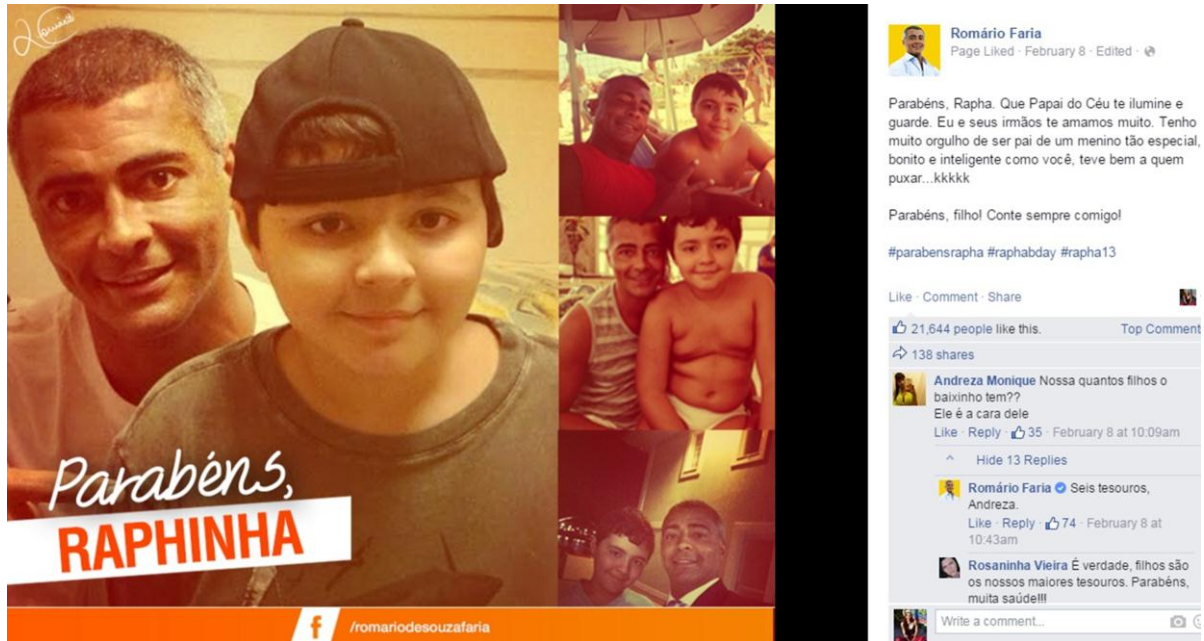 Parabéns,
RAPHINHA
f
/romariodesouzafaria
Romário Faria
Page Liked · February 8 · Edited ·
Parabéns, Rapha. Que Papai do Céu te ilumine e
guarde. Eu e seus irmãos te amamos muito. Tenho
muito orgulho de ser pai de um menino tão especial,
bonito e inteligente como você, teve bem a quem
puxar...kkkkk
Parabéns, filho! Conte sempre comigo!
#parabensrapha #raphabday #rapha13
Like · Comment · Share
21,644 people like this.
Top Comment
138 shares
Andreza Monique Nossa quantos filhos o
baixinho tem??
Ele é a cara dele
Like · Reply · 35 · February 8 at 10:09am
Hide 13 Replies
Romário Faria Seis tesouros,
Andreza.
Like · Reply · 74 · February 8 at
10:43am
Rosaninha Vieira É verdade, filhos são
os nossos maiores tesouros. Parabéns,
muita saúde!!!
Write a comment...